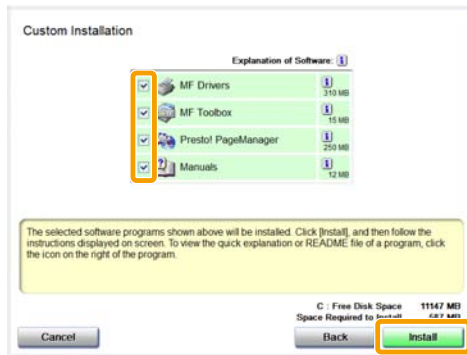 Custom Installation
Explanation of Software:
MF Drivers
310 MB
MF Toolbox
15 MB
Presto! PageManager
250 MB
Manuals
12 MB
The selected software programs shown above will be installed. Click [Install], and then follow the
instructions displayed on screen. To view the quick explanation or README file of a program, click
the icon on the right of the program.
C : Free Disk Space 11147 MB
Space Required to Install 587 MB
Cancel Back Install